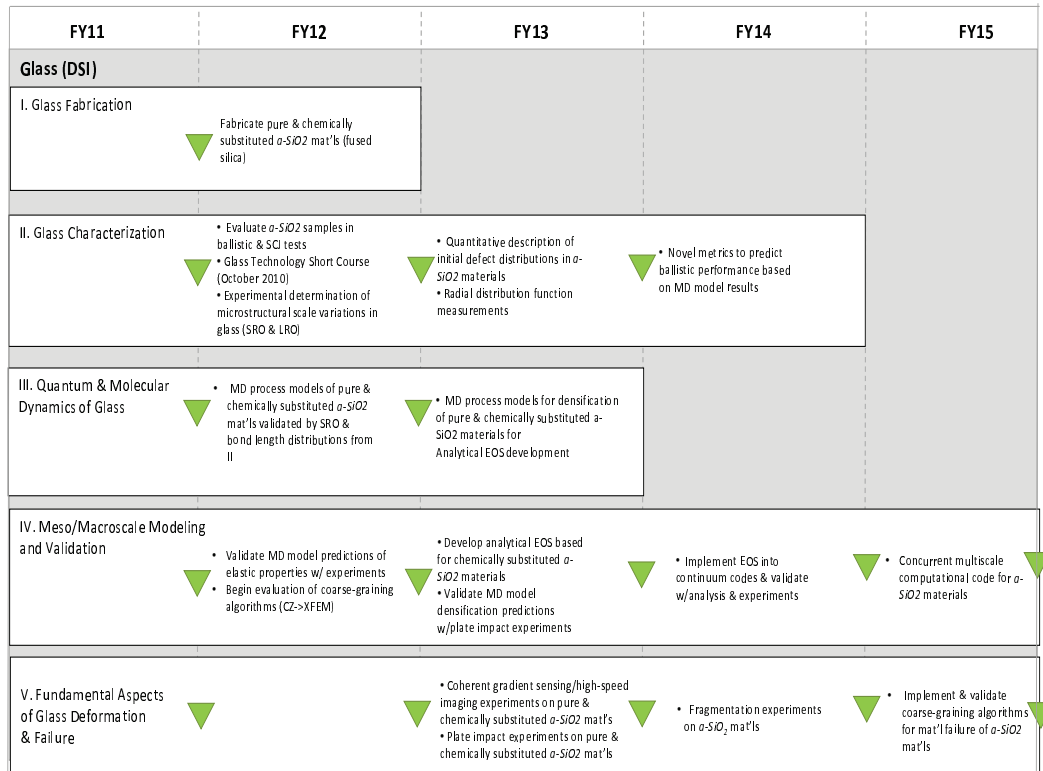 FY11 FY12 FY13 FY14 FY15
Glass (DSI)
I. Glass Fabrication
Fabricate pure & chemically
substituted a-SiO2 mat'ls (fused
silica)
II. Glass Characterization
• Evaluate a-SiO2 samples in
ballistic & SCJ tests
• Glass Technology Short Course
(October 2010)
• Experimental determination of
microstructural scale variations in
glass (SRO & LRO)
• Quantitative description of
initial defect distributions in a-
SiO2 materials
• Radial distribution function
measurements
• Novel metrics to predict
ballistic performance based
on MD model results
III. Quantum & Molecular
Dynamics of Glass
• MD process models of pure &
chemically substituted a-SiO2
mat'ls validated by SRO &
bond length distributions from
II
• MD process models for densification
of pure & chemically substituted a-
SiO2 materials for
Analytical EOS development
IV. Meso/Macroscale Modeling
and Validation
• Validate MD model predictions of
elastic properties w/ experiments
• Begin evaluation of coarse-graining
algorithms (CZ->XFEM)
• Develop analytical EOS based
for chemically substituted a-
SiO2 materials
• Validate MD model
densification predictions
w/plate impact experiments
• Implement EOS into
continuum codes & validate
w/analysis & experiments
• Concurrent multiscale
computational code for a-
SiO2 materials
V. Fundamental Aspects
of Glass Deformation
& Failure
• Coherent gradient sensing/high-speed
imaging experiments on pure &
chemically substituted a-SiO2 matl's
• Plate impact experiments on pure &
chemically substituted a-SiO2 mat'ls
• Fragmentation experiments
on a-SiO₂ mat'ls
• Implement & validate
coarse-graining algorithms
for mat'l failure of a-SiO2
mat'ls